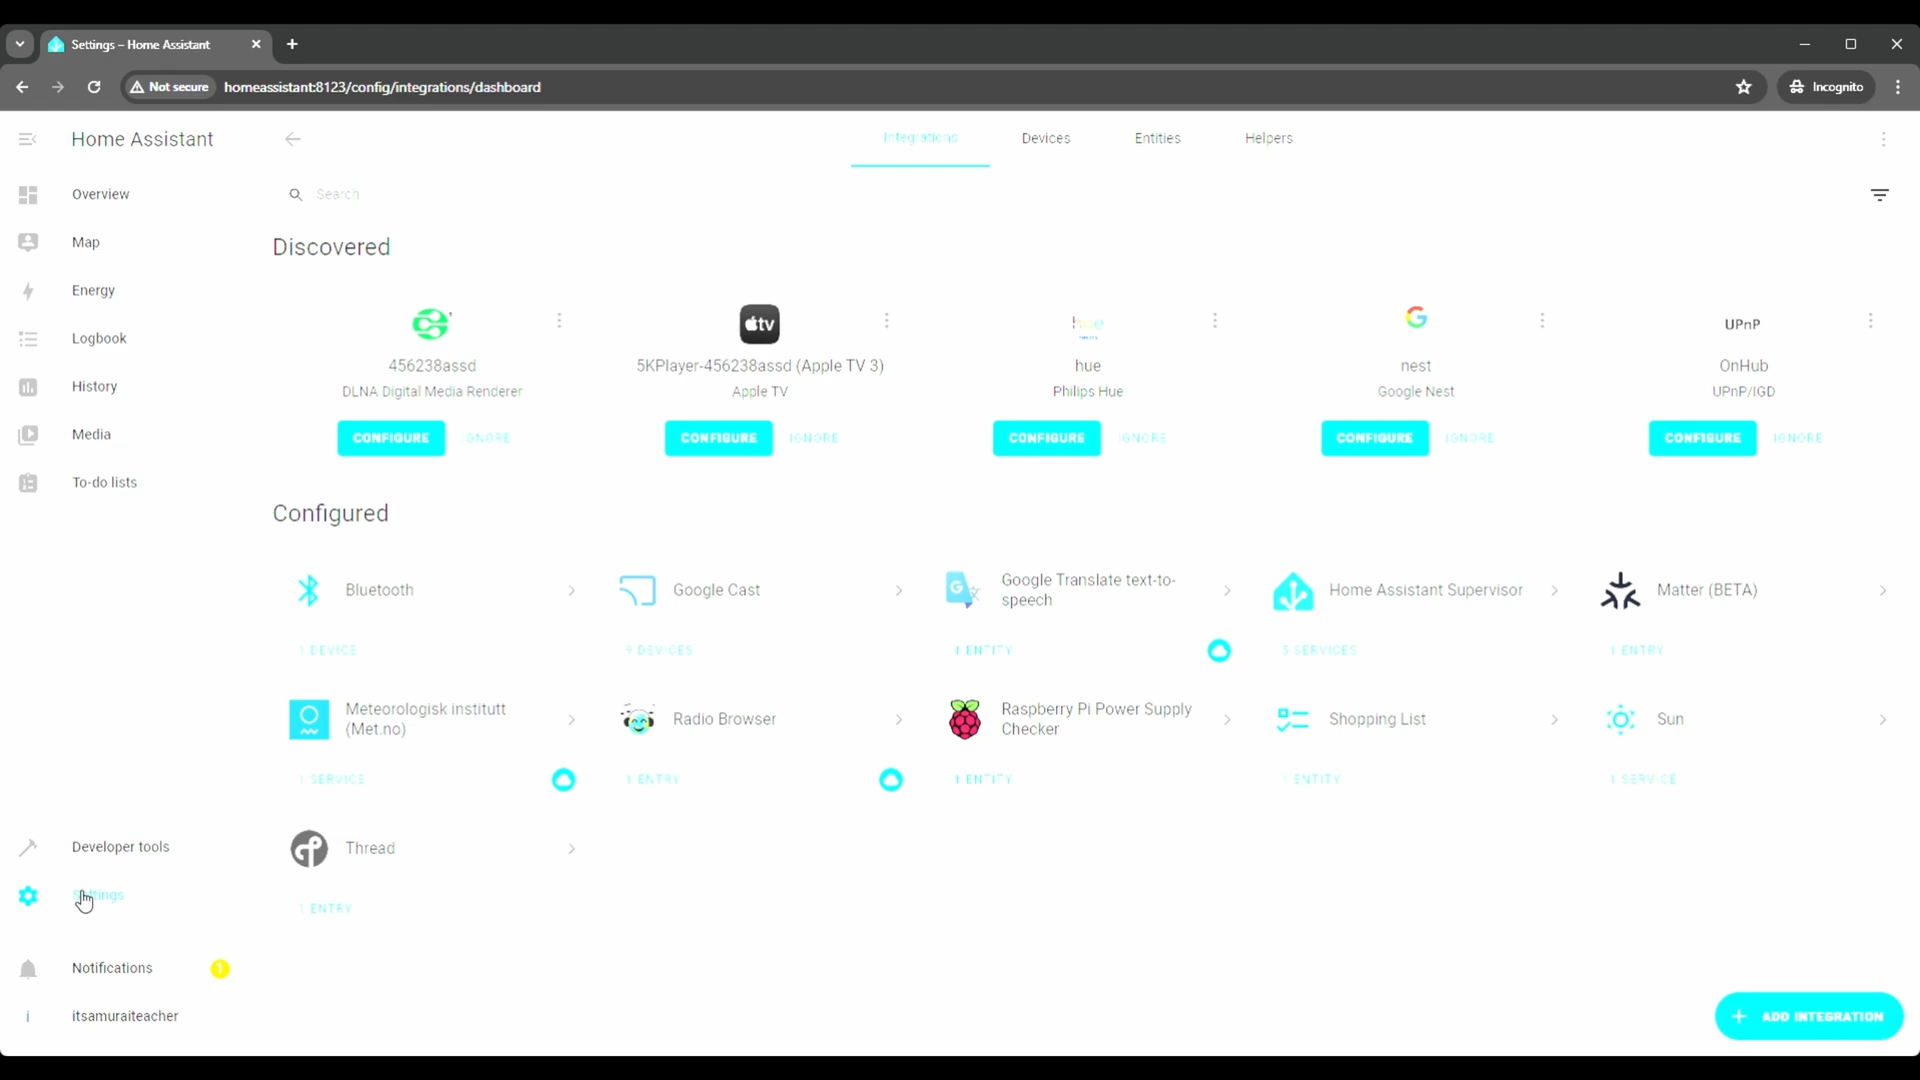 Settings – Home Assistant
Not secure
homeassistant:8123/config/integrations/dashboard
Incognito
Home Assistant
Integrations
Devices
Entities
Helpers
Overview
Search
Discovered
Map
Energy
Logbook
History
Media
To-do lists
tv
hue
G
UPnP
456238assd
5KPlayer-456238assd (Apple TV 3)
hue
nest
OnHub
DLNA Digital Media Renderer
Apple TV
Philips Hue
Google Nest
UPnP/IGD
CONFIGURE IGNORE
CONFIGURE IGNORE
CONFIGURE IGNORE
CONFIGURE IGNORE
CONFIGURE IGNORE
Configured
Bluetooth
Google Cast
Google Translate text-to-
speech
Home Assistant Supervisor
Matter (BETA)
1 DEVICE
9 DEVICES
1 ENTITY
5 SERVICES
1 ENTRY
Meteorologisk institutt
(Met.no)
Radio Browser
Raspberry Pi Power Supply
Checker
Shopping List
Sun
1 SERVICE
1 ENTRY
1 ENTITY
1 ENTITY
1 SERVICE
Thread
1 ENTRY
Developer tools
Settings
Notifications
1
i
itsamuraiteacher
+ ADD INTEGRATION